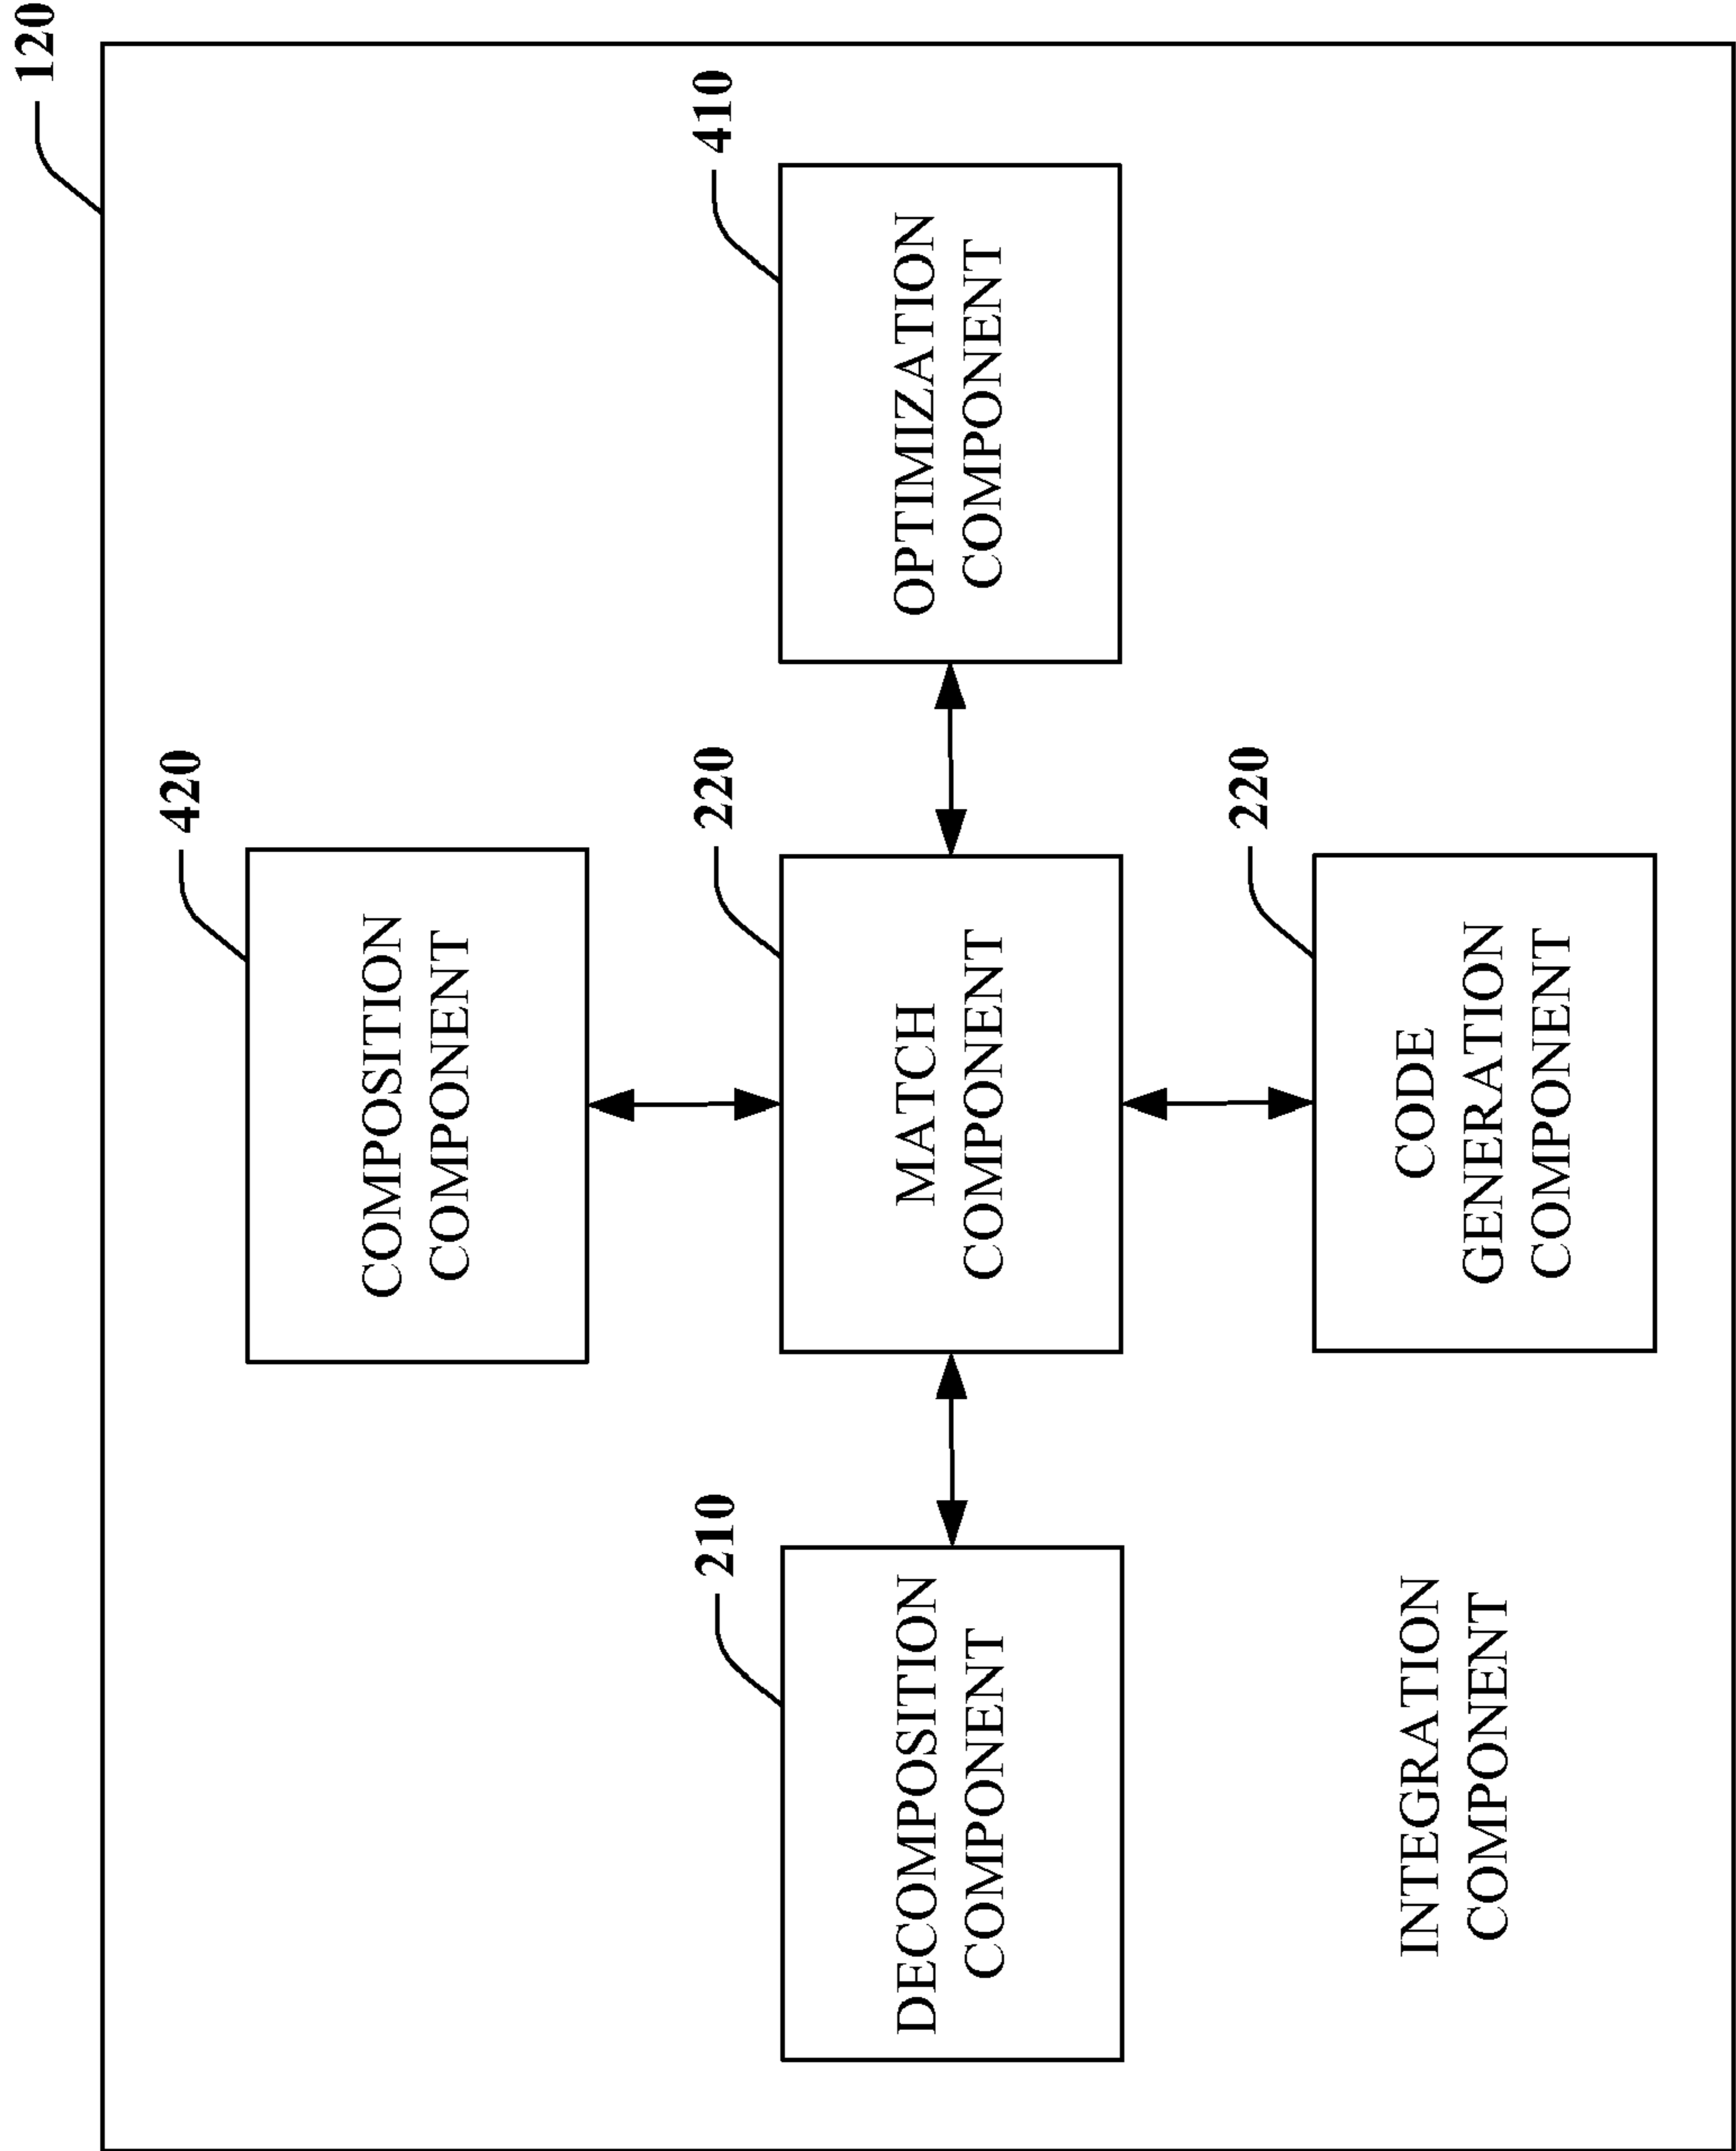 120
420
COMPOSITION
COMPONENT
210
DECOMPOSITION
COMPONENT
220
MATCH
COMPONENT
410
OPTIMIZATION
COMPONENT
220
CODE
GENERATION
COMPONENT
INTEGRATION
COMPONENT